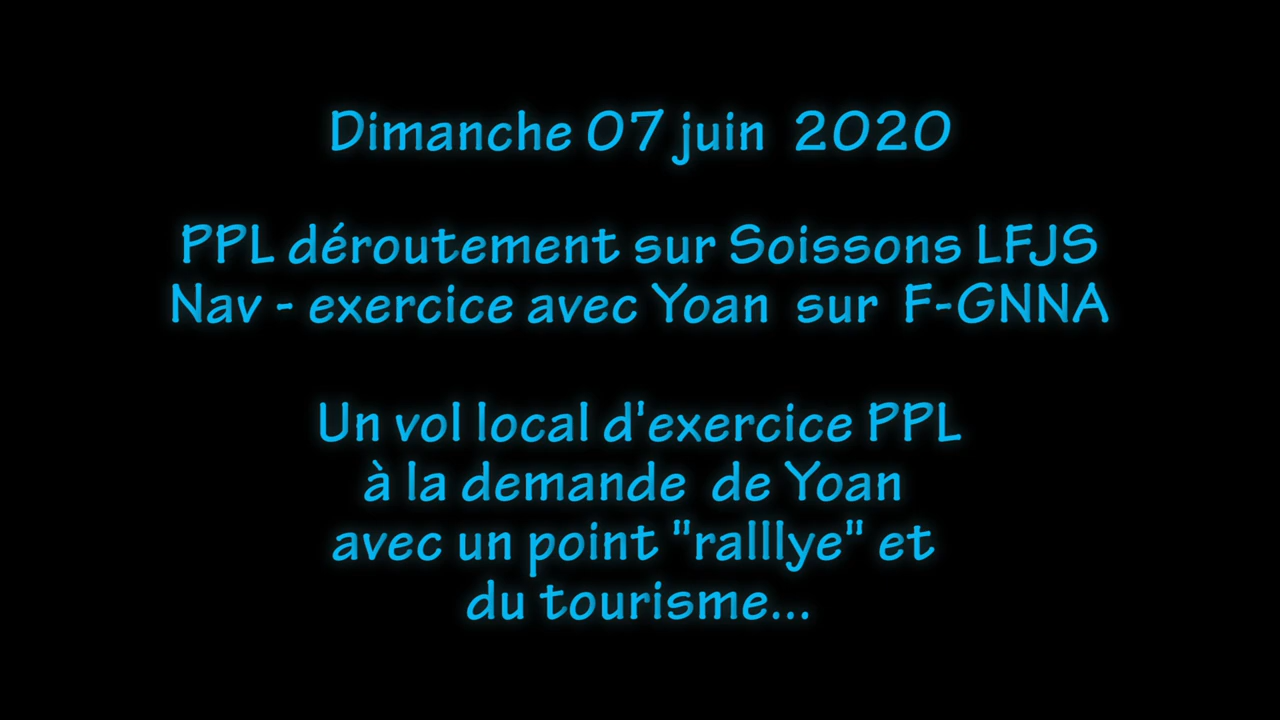 Dimanche 07 juin 2020
PPL déroutement sur Soissons LFJS
Nav - exercice avec Yoan sur F-GNNA
Un vol local d'exercice PPL
à la demande de Yoan
avec un point "ralllye" et
du tourisme...